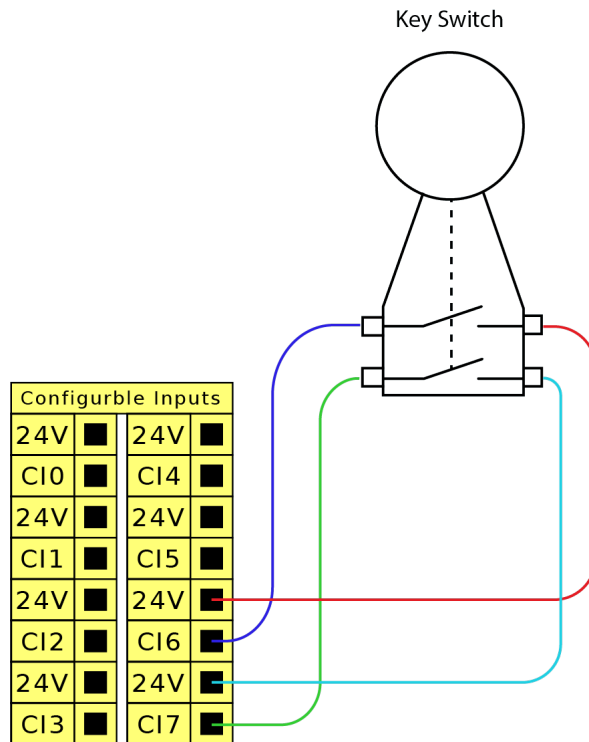 Key Switch
Configurble Inputs
24V 24V
CI0 CI4
24V 24V
CI1 CI5
24V 24V
CI2 CI6
24V 24V
CI3 CI7